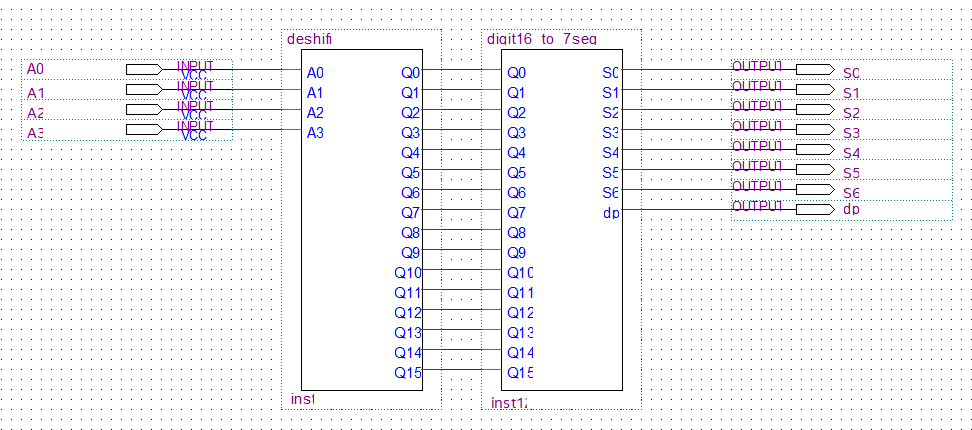 deshifi
digit16 to 7seg
A0 INPUT VCC A0 Q0 Q0 S0 OUTPUT S0
A1 INPUT VCC A1 Q1 Q1 S1 OUTPUT S1
A2 INPUT VCC A2 Q2 Q2 S2 OUTPUT S2
A3 INPUT VCC A3 Q3 Q3 S3 OUTPUT S3
Q4 Q4 S4 OUTPUT S4
Q5 Q5 S5 OUTPUT S5
Q6 Q6 S6 OUTPUT S6
Q7 Q7 dp OUTPUT dp
Q8 Q8
Q9 Q9
Q10 Q10
Q11 Q11
Q12 Q12
Q13 Q13
Q14 Q14
Q15 Q15
inst
inst12